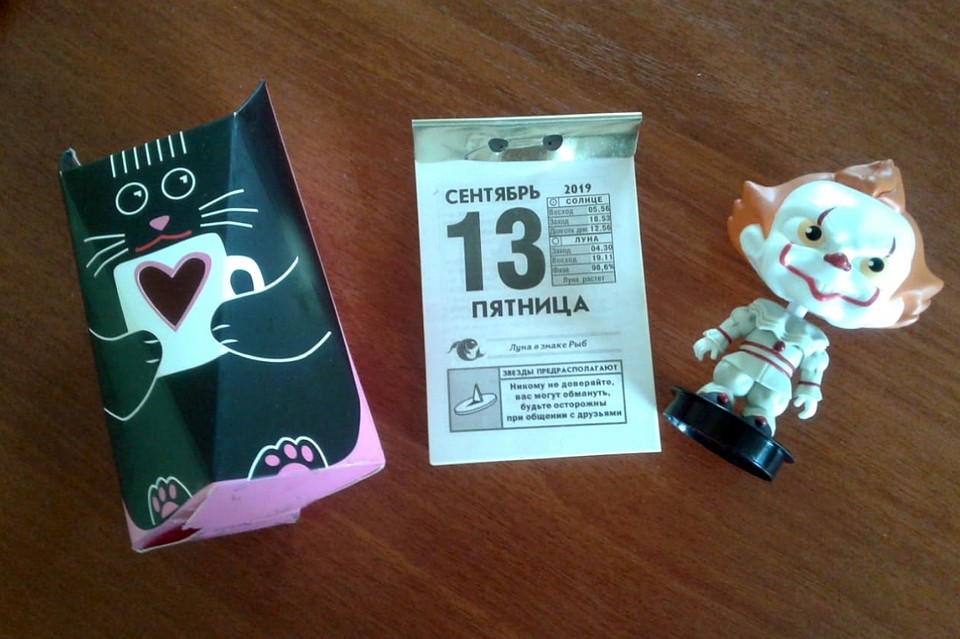 СЕНТЯБРЬ 2019
13
СОЛНЦЕ
Восход 05.56
Заход 18.53
Долгота дня 12.56
ЛУНА
Заход 04.30
Восход 19.11
Фаза 98,6%
Луна растет
ПЯТНИЦА
Луна в знаке Рыб
ЗВЕЗДЫ ПРЕДРАСПОЛАГАЮТ
Никому не доверяйте,
вас могут обмануть,
будьте осторожны
при общении с друзьями